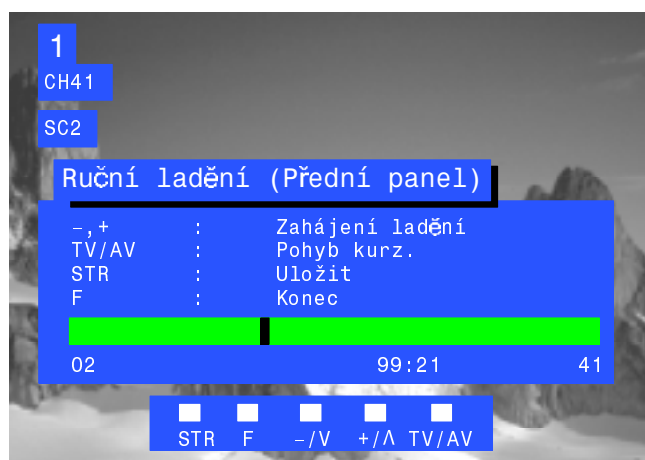 1
CH41
SC2
Ruční ladění (Přední panel)
–,+ : Zahájení ladění
TV/AV : Pohyb kurz.
STR : Uložit
F : Konec
02 99:21 41
STR F –/V +/Λ TV/AV